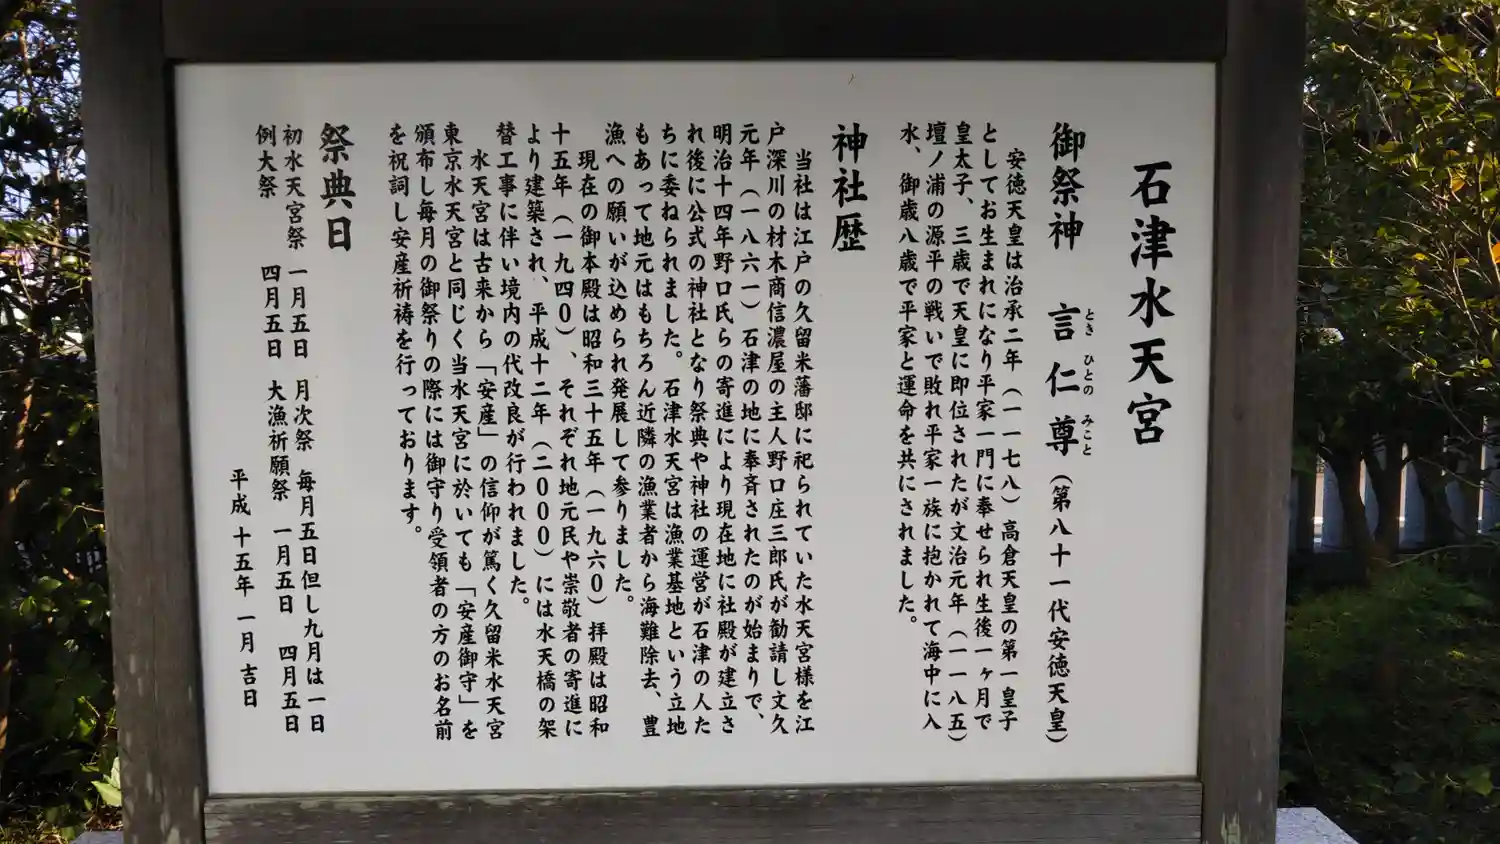 石津水天宮
御祭神　言仁尊（第八十一代安徳天皇）
とき　ひとの　みこと
安徳天皇は治承二年（一一七八）高倉天皇の第一皇子
としてお生まれになり平家一門に奉せられ生後一ヶ月で
皇太子、三歳で天皇に即位されたが文治元年（一一八五）
壇ノ浦の源平の戦いで敗れ平家一族に抱かれて海中に入
水、御歳八歳で平家と運命を共にされました。
神社歴
当社は江戸の久留米藩邸に祀られていた水天宮様を江
戸深川の材木商信濃屋の主人野口庄三郎氏が勧請し文久
元年（一八六一）石津の地に奉斉されたのが始まりで、
明治十四年野口氏らの寄進により現在地に社殿が建立さ
れ後に公式の神社となり祭典や神社の運営が石津の人た
ちに委ねられました。石津水天宮は漁業基地という立地
もあって地元はもちろん近隣の漁業者から海難除去、豊
漁への願いが込められ発展して参りました。
現在の御本殿は昭和三十五年（一九六0）拝殿は昭和
十五年（一九四0）、それぞれ地元民や崇敬者の寄進に
より建築され、平成十二年（二000）には水天橋の架
替工事に伴い境内の代改良が行われました。
水天宮は古来から「安産」の信仰が篤く久留米水天宮
東京水天宮と同じく当水天宮に於いても「安産御守」を
頒布し毎月の御祭りの際には御守り受領者の方のお名前
を祝詞し安産祈祷を行っております。
祭典日
初水天宮祭　一月五日　月次祭　毎月五日但し九月は一日
例大祭　四月五日　大漁祈願祭　一月五日　四月五日
平成十五年一月吉日